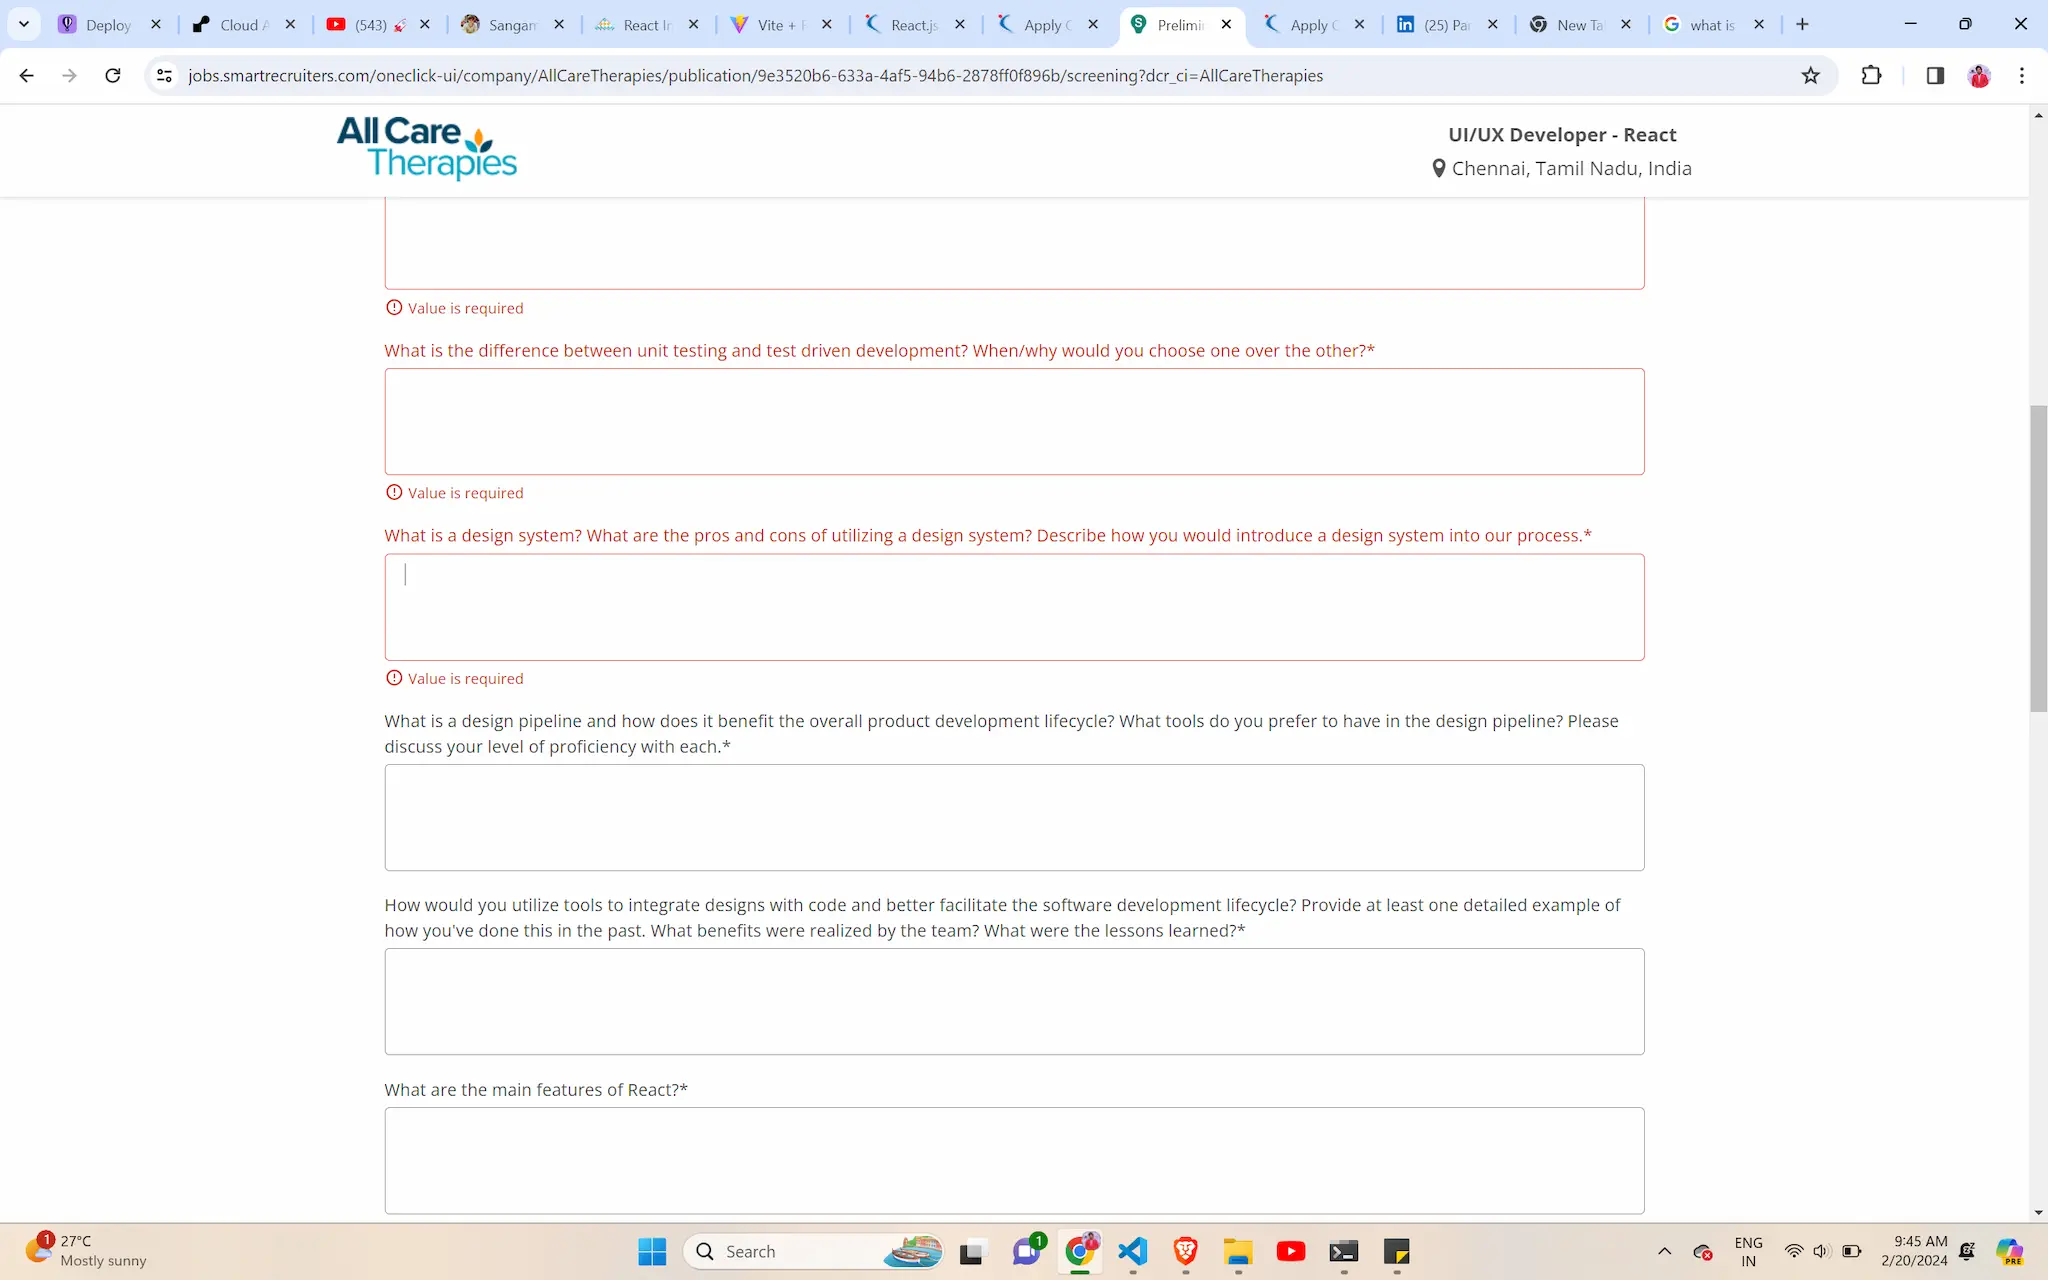 Deploy
Cloud A
(543)
Sangam
React In
Vite + R
React.js
Apply C
Prelimi
Apply C
(25) Pa
New Ta
what is
jobs.smartrecruiters.com/oneclick-ui/company/AllCareTherapies/publication/9e3520b6-633a-4af5-94b6-2878ff0f896b/screening?dcr_ci=AllCareTherapies
All Care
Therapies
UI/UX Developer - React
Chennai, Tamil Nadu, India
Value is required
What is the difference between unit testing and test driven development? When/why would you choose one over the other?*
Value is required
What is a design system? What are the pros and cons of utilizing a design system? Describe how you would introduce a design system into our process.*
Value is required
What is a design pipeline and how does it benefit the overall product development lifecycle? What tools do you prefer to have in the design pipeline? Please
discuss your level of proficiency with each.*
How would you utilize tools to integrate designs with code and better facilitate the software development lifecycle? Provide at least one detailed example of
how you've done this in the past. What benefits were realized by the team? What were the lessons learned?*
What are the main features of React?*
1
27°C
Mostly sunny
Search
1
ENG
IN
9:45 AM
2/20/2024
PRE